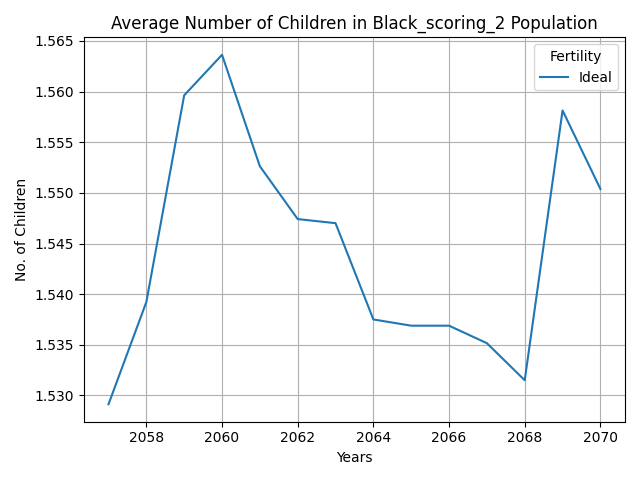 Average Number of Children in Black_scoring_2 Population
Fertility
Ideal
No. of Children
1.565
1.560
1.555
1.550
1.545
1.540
1.535
1.530
2058 2060 2062 2064 2066 2068 2070
Years